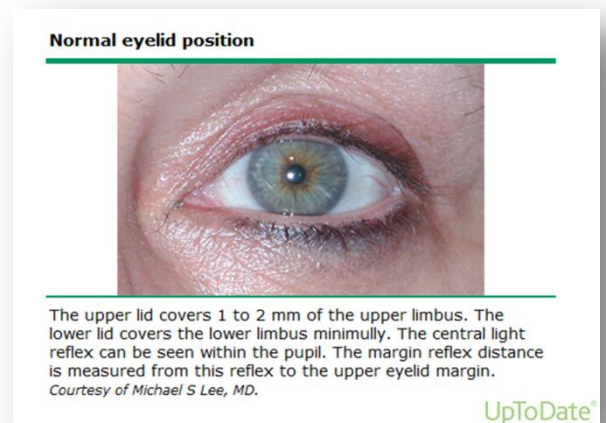 Normal eyelid position
The upper lid covers 1 to 2 mm of the upper limbus. The
lower lid covers the lower limbus minimully. The central light
reflex can be seen within the pupil. The margin reflex distance
is measured from this reflex to the upper eyelid margin.
Courtesy of Michael S Lee, MD.
UpToDate®